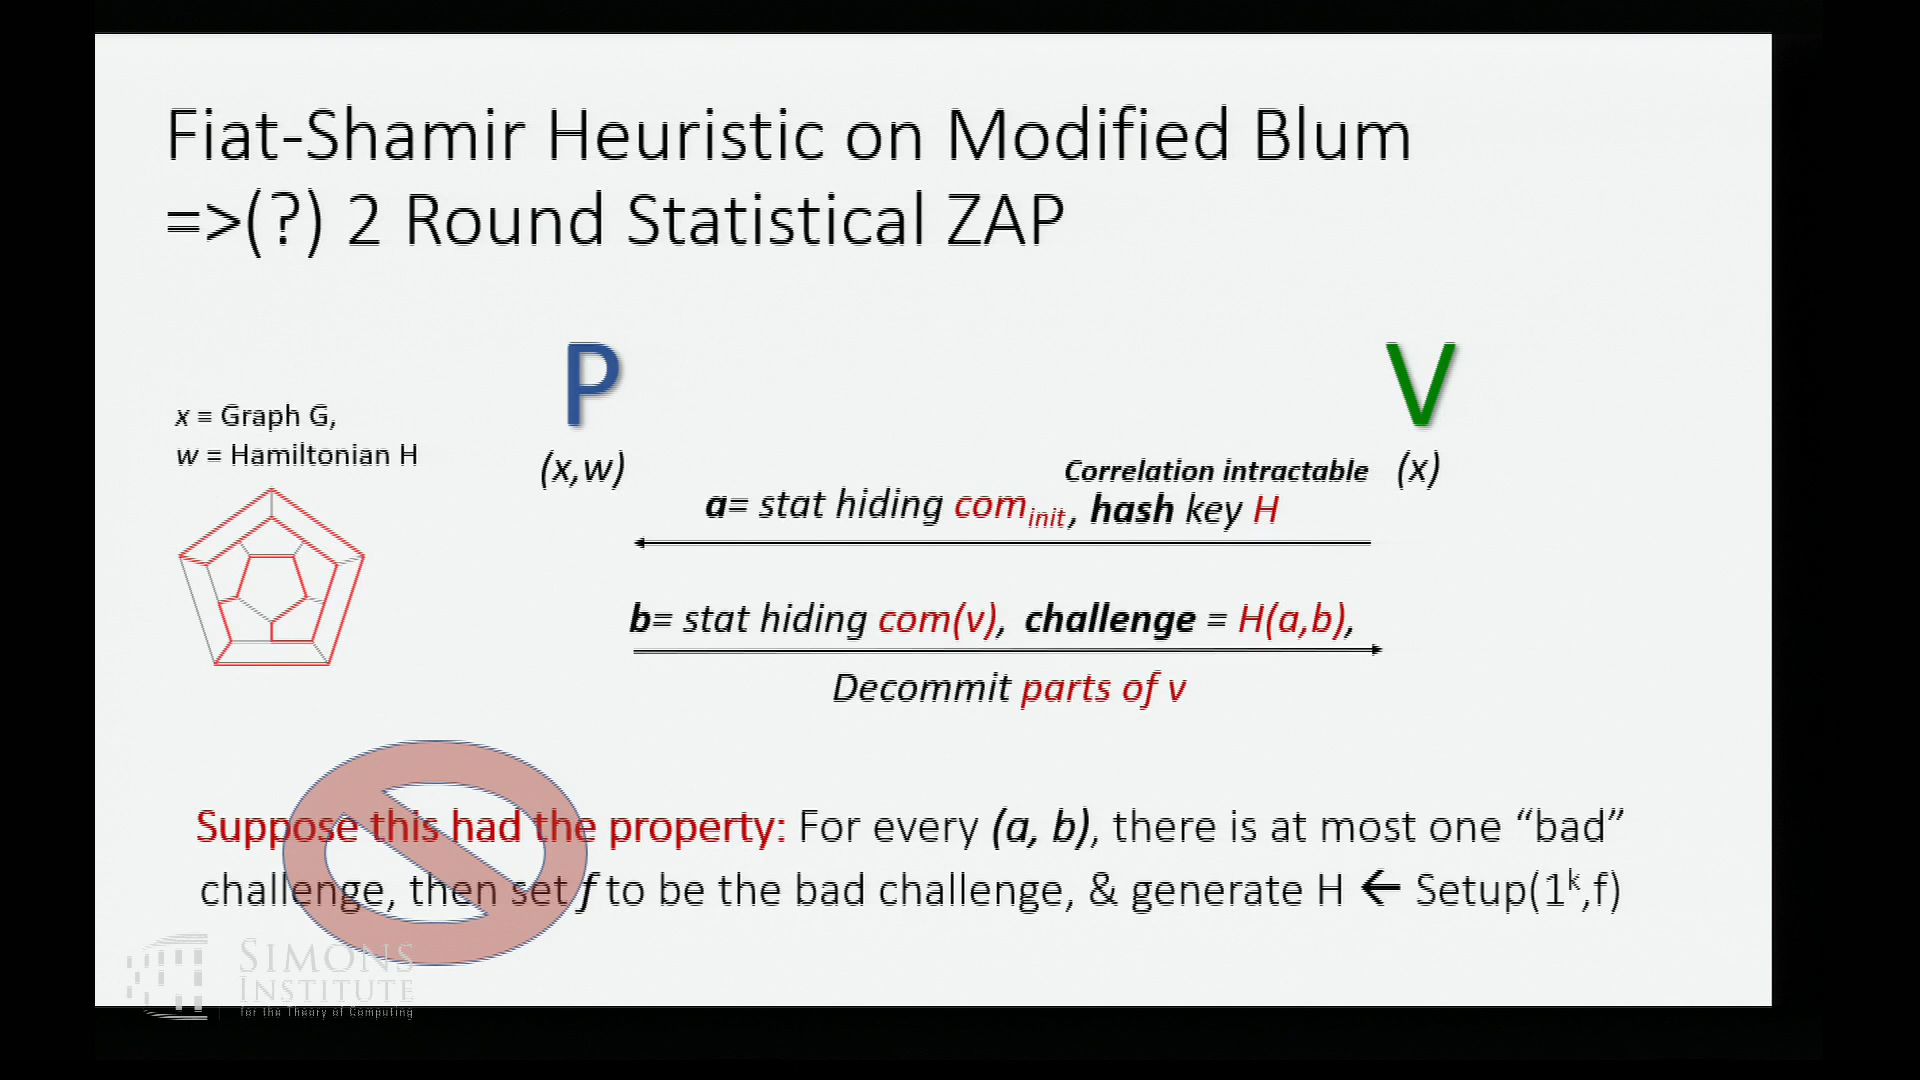 Fiat-Shamir Heuristic on Modified Blum
=>(?) 2 Round Statistical ZAP
P
V
x = Graph G,
w = Hamiltonian H
(x,w)
Correlation intractable (x)
a= stat hiding com_init, hash key H
b= stat hiding com(v), challenge = H(a,b),
Decommit parts of v
Suppose this had the property: For every (a, b), there is at most one “bad”
challenge, then set f to be the bad challenge, & generate H ← Setup(1^k,f)
SIMONS
INSTITUTE
for the Theory of Computing